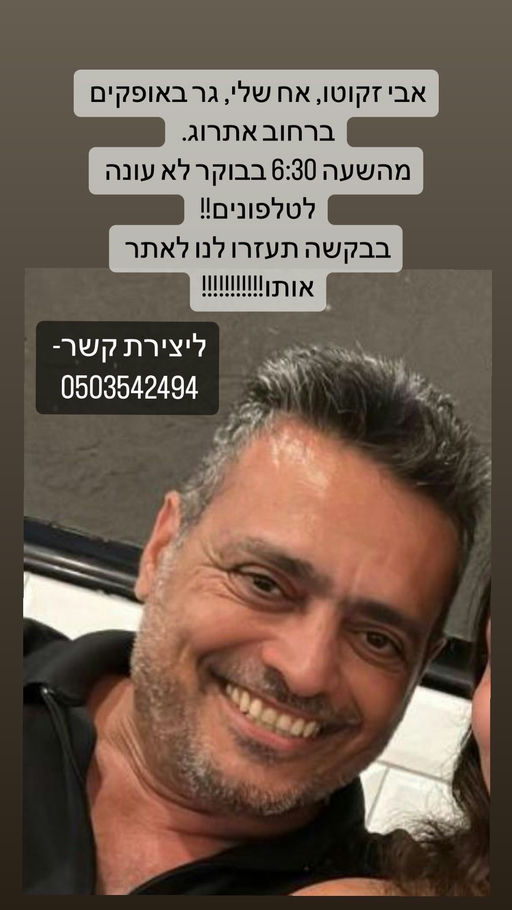 אבי זקוטו, אח שלי, גר באופקים
ברחוב אתרוג.
מהשעה 6:30 בבוקר לא עונה
לטלפונים!!
בבקשה תעזרו לנו לאתר
אותו!!!!!!!!!!!
ליצירת קשר-
0503542494